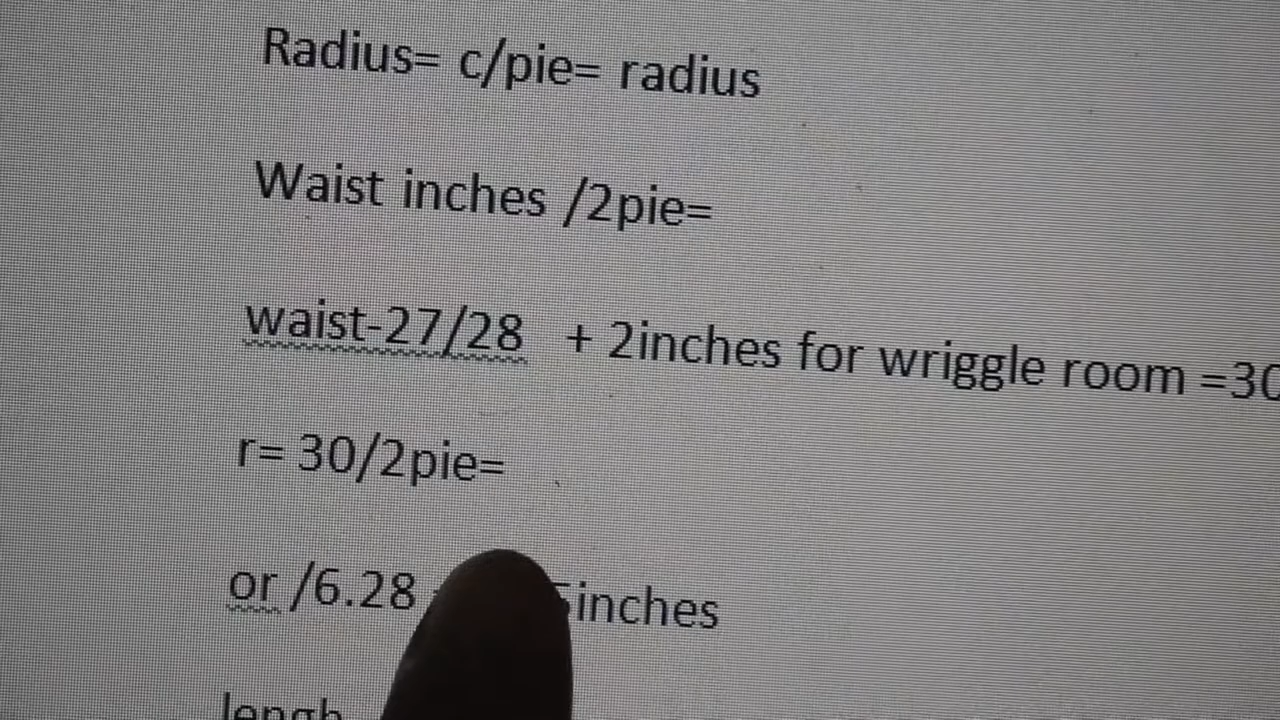 Radius= c/pie= radius
Waist inches /2pie=
waist-27/28 + 2inches for wriggle room =30
r= 30/2pie=
or /6.28 inches
lengh